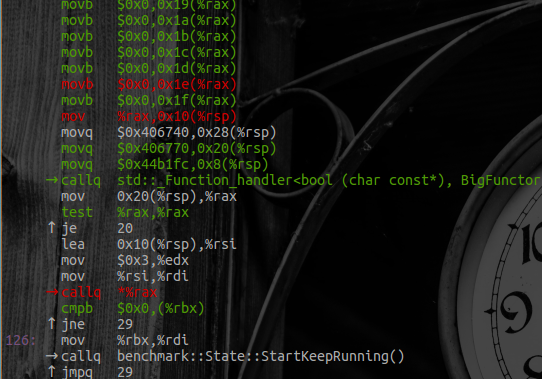 movb $0x0,0x19(%rax)
movb $0x0,0x1a(%rax)
movb $0x0,0x1b(%rax)
movb $0x0,0x1c(%rax)
movb $0x0,0x1d(%rax)
movb $0x0,0x1e(%rax)
movb $0x0,0x1f(%rax)
mov %rax,0x10(%rsp)
movq $0x406740,0x28(%rsp)
movq $0x406770,0x20(%rsp)
movq $0x44b1fc,0x8(%rsp)
→callq std::_Function_handler<bool (char const*), BigFunctor
mov 0x20(%rsp),%rax
test %rax,%rax
↑je 20
lea 0x10(%rsp),%rsi
mov $0x3,%edx
mov %rsi,%rdi
→callq *%rax
cmpb $0x0,(%rbx)
↑jne 29
126: mov %rbx,%rdi
→callq benchmark::State::StartKeepRunning()
↑jmpq 29
10
9
8